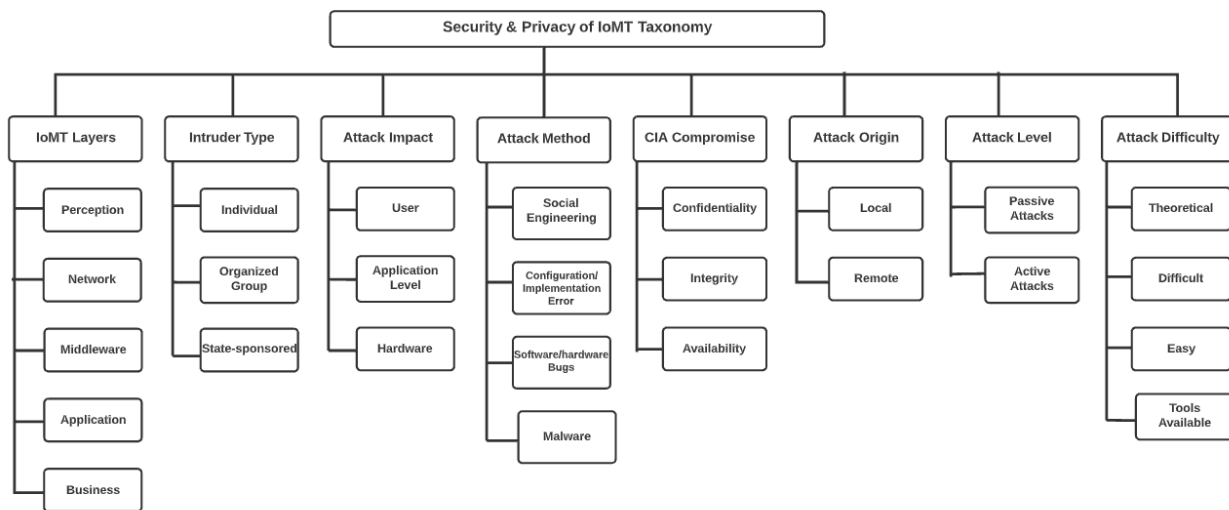 Security & Privacy of IoMT Taxonomy
IoMT Layers
Perception
Network
Middleware
Application
Business
Intruder Type
Individual
Organized
Group
State-sponsored
Attack Impact
User
Application
Level
Hardware
Attack Method
Social
Engineering
Configuration/
Implementation
Error
Software/hardware
Bugs
Malware
CIA Compromise
Confidentiality
Integrity
Availability
Attack Origin
Local
Remote
Attack Level
Passive
Attacks
Active
Attacks
Attack Difficulty
Theoretical
Difficult
Easy
Tools
Available